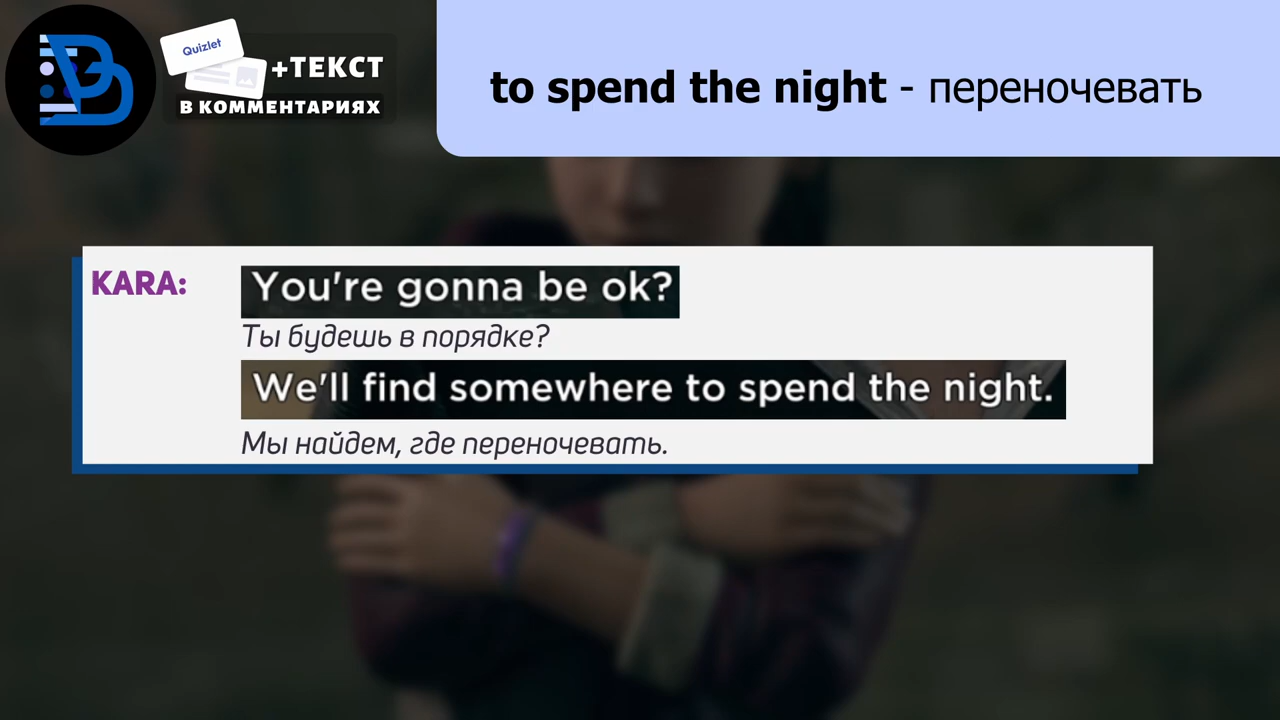 Quizlet
+ТЕКСТ
В КОММЕНТАРИЯХ
to spend the night - переночевать
KARA:
You're gonna be ok?
Ты будешь в порядке?
We'll find somewhere to spend the night.
Мы найдем, где переночевать.